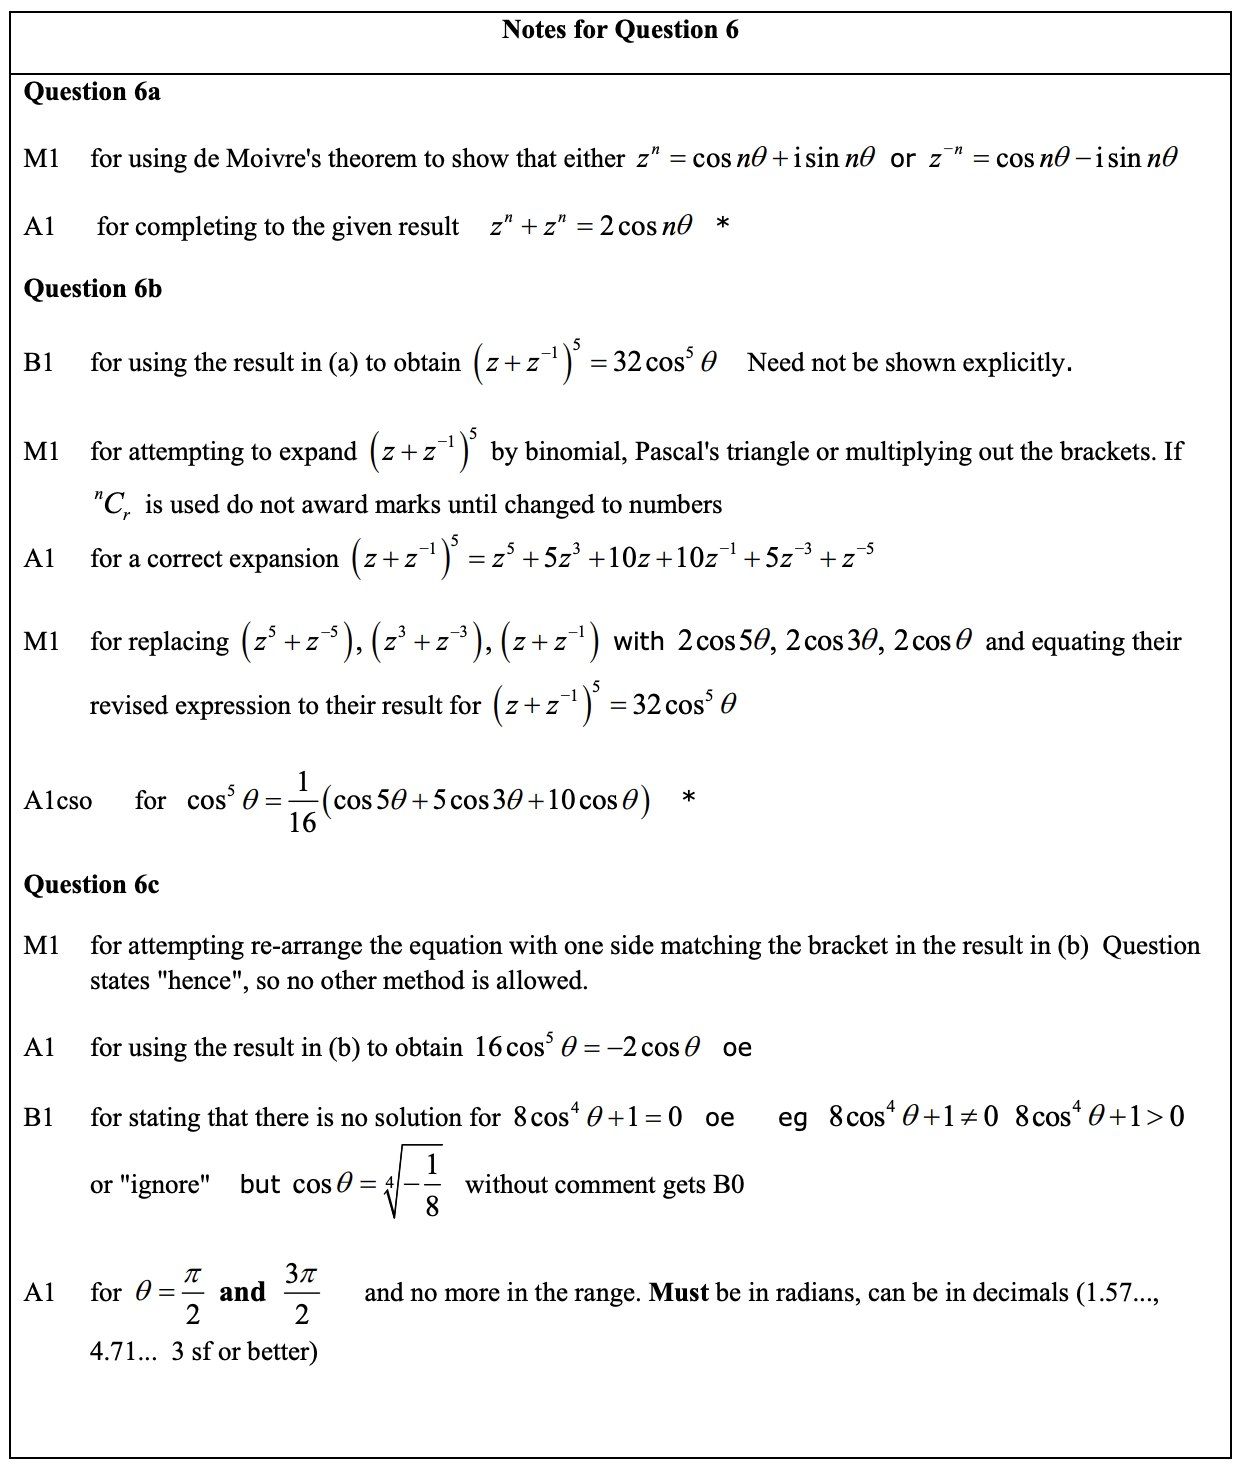 Notes for Question 6
Question 6a
M1 for using de Moivre's theorem to show that either zⁿ = cos nθ + i sin nθ or z⁻ⁿ = cos nθ − i sin nθ
A1 for completing to the given result zⁿ + zⁿ = 2 cos nθ *
Question 6b
B1 for using the result in (a) to obtain (z + z⁻¹)⁵ = 32 cos⁵ θ Need not be shown explicitly.
M1 for attempting to expand (z + z⁻¹)⁵ by binomial, Pascal's triangle or multiplying out the brackets. If
ⁿCᵣ is used do not award marks until changed to numbers
A1 for a correct expansion (z + z⁻¹)⁵ = z⁵ + 5z³ + 10z + 10z⁻¹ + 5z⁻³ + z⁻⁵
M1 for replacing (z⁵ + z⁻⁵), (z³ + z⁻³), (z + z⁻¹) with 2 cos 5θ, 2 cos 3θ, 2 cos θ and equating their
revised expression to their result for (z + z⁻¹)⁵ = 32 cos⁵ θ
A1cso for cos⁵ θ = 1/16 (cos 5θ + 5 cos 3θ + 10 cos θ) *
Question 6c
M1 for attempting re-arrange the equation with one side matching the bracket in the result in (b) Question
states "hence", so no other method is allowed.
A1 for using the result in (b) to obtain 16 cos⁵ θ = −2 cos θ oe
B1 for stating that there is no solution for 8 cos⁴ θ + 1 = 0 oe eg 8 cos⁴ θ + 1 ≠ 0 8 cos⁴ θ + 1 > 0
or "ignore" but cos θ = ⁴√(−1/8) without comment gets B0
A1 for θ = π/2 and 3π/2 and no more in the range. Must be in radians, can be in decimals (1.57...,
4.71... 3 sf or better)